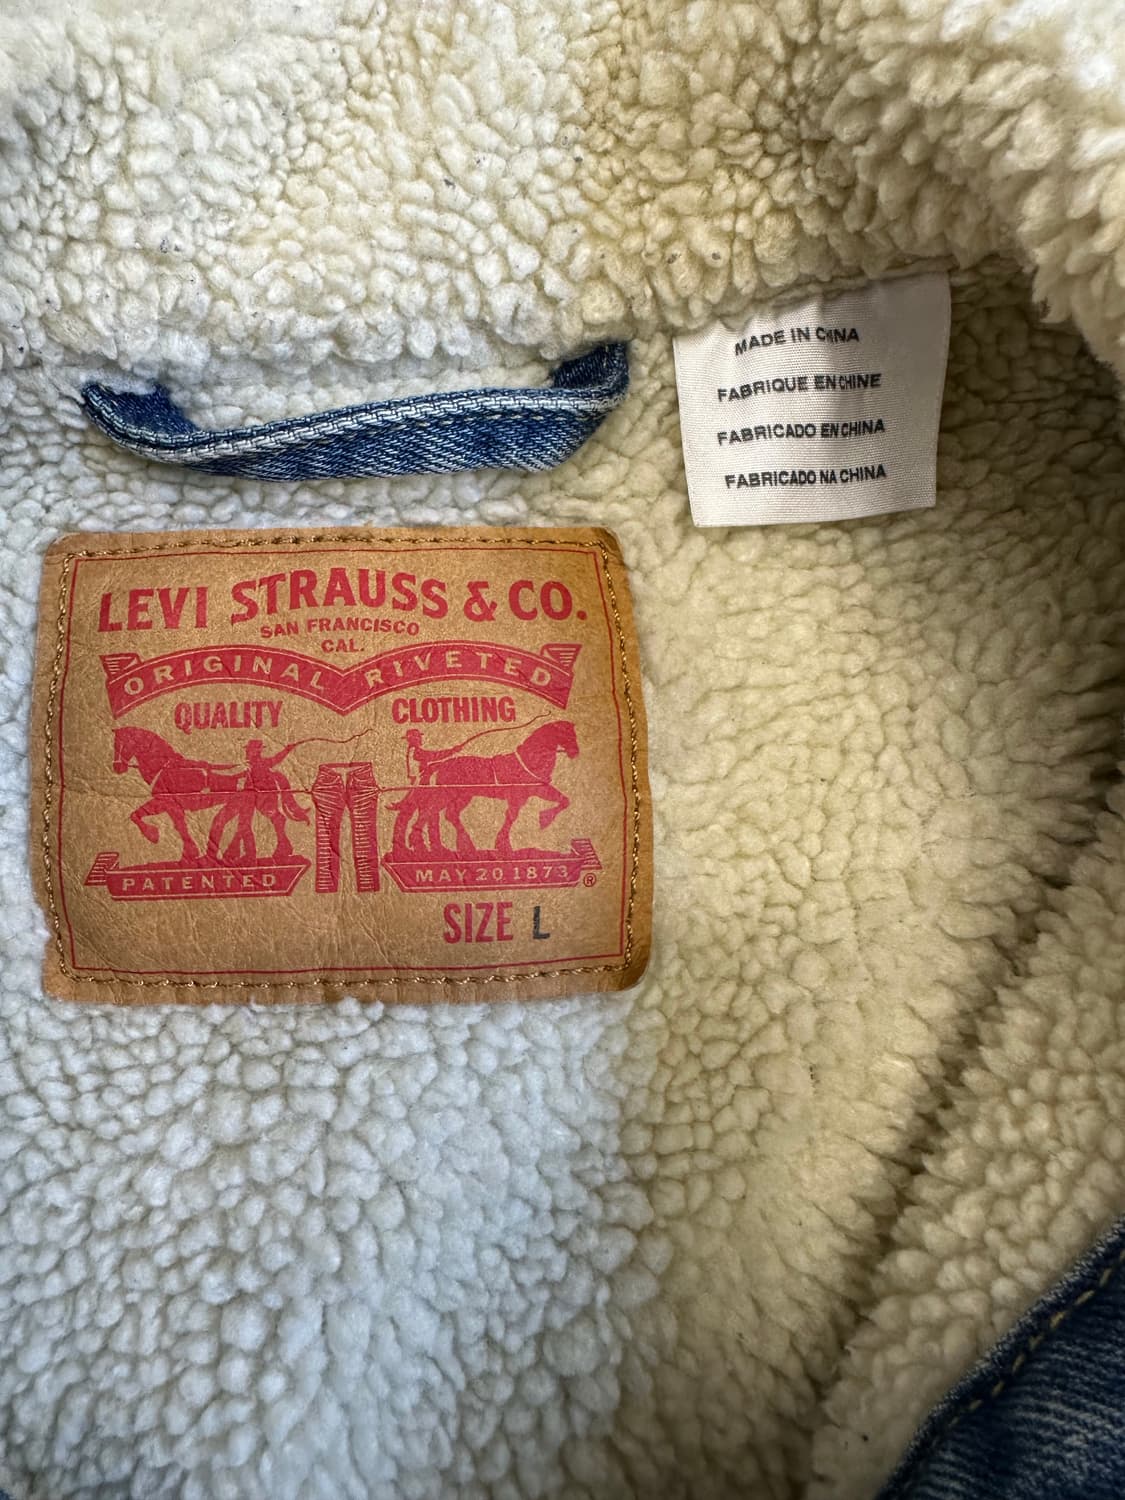 MADE IN CHINA
FABRIQUE EN CHINE
FABRICADO EN CHINA
FABRICADO NA CHINA
LEVI STRAUSS & CO.
SAN FRANCISCO
CAL.
ORIGINAL RIVETED
QUALITY CLOTHING
PATENTED MAY 20 1873 ®
SIZE L